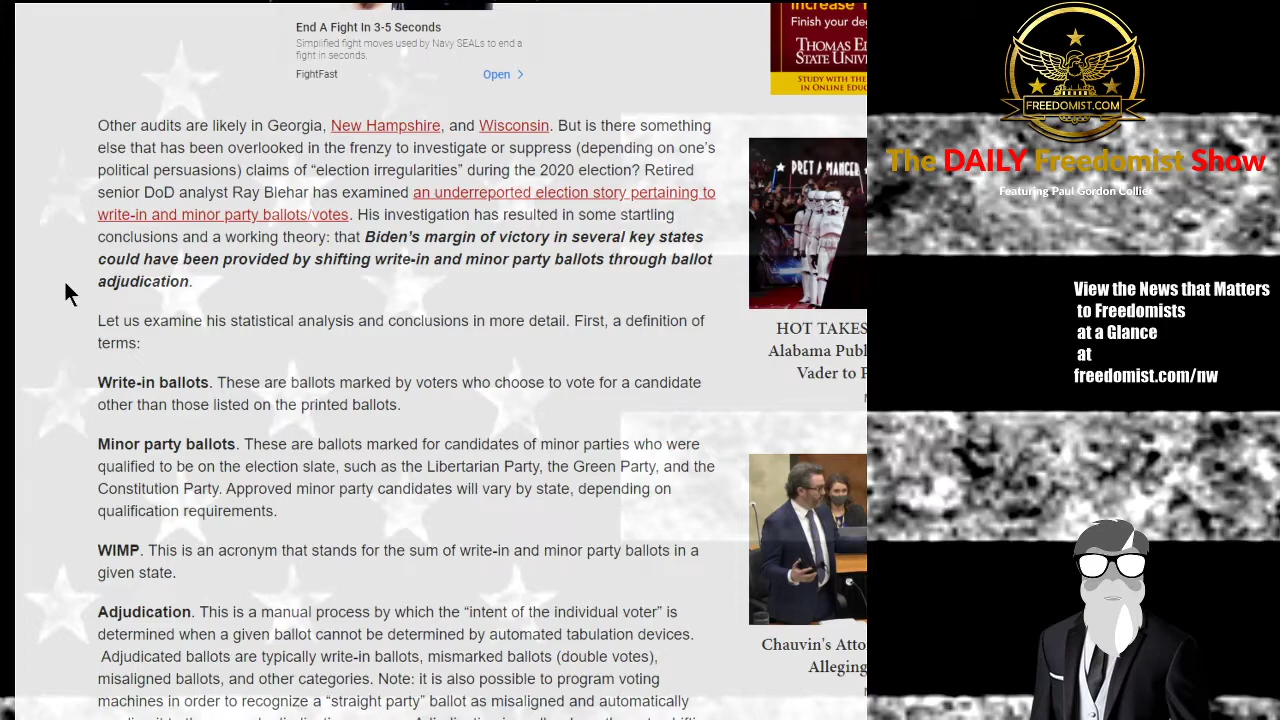 End A Fight In 3-5 Seconds
Simplified fight moves used by Navy SEALs to end a
fight in seconds.
FightFast
Open
Increase
Finish your de
THOMAS E
STATE UNIV
STUDY WITH THE
IN ONLINE EDUC
Other audits are likely in Georgia, New Hampshire, and Wisconsin. But is there something
else that has been overlooked in the frenzy to investigate or suppress (depending on one's
political persuasions) claims of “election irregularities” during the 2020 election? Retired
senior DoD analyst Ray Blehar has examined an underreported election story pertaining to
write-in and minor party ballots/votes. His investigation has resulted in some startling
conclusions and a working theory: that Biden's margin of victory in several key states
could have been provided by shifting write-in and minor party ballots through ballot
adjudication.
Let us examine his statistical analysis and conclusions in more detail. First, a definition of
terms:
Write-in ballots. These are ballots marked by voters who choose to vote for a candidate
other than those listed on the printed ballots.
Minor party ballots. These are ballots marked for candidates of minor parties who were
qualified to be on the election slate, such as the Libertarian Party, the Green Party, and the
Constitution Party. Approved minor party candidates will vary by state, depending on
qualification requirements.
WIMP. This is an acronym that stands for the sum of write-in and minor party ballots in a
given state.
Adjudication. This is a manual process by which the “intent of the individual voter” is
determined when a given ballot cannot be determined by automated tabulation devices.
Adjudicated ballots are typically write-in ballots, mismarked ballots (double votes),
misaligned ballots, and other categories. Note: it is also possible to program voting
machines in order to recognize a “straight party” ballot as misaligned and automatically
PRET A MANGER
HOT TAKES
Alabama Publ
Vader to
Chauvin's Atto
Alleging
FREEDOMIST.COM
The DAILY Freedomist Show
Featuring Paul Gordon Collier
View the News that Matters
to Freedomists
at a Glance
at
freedomist.com/nw